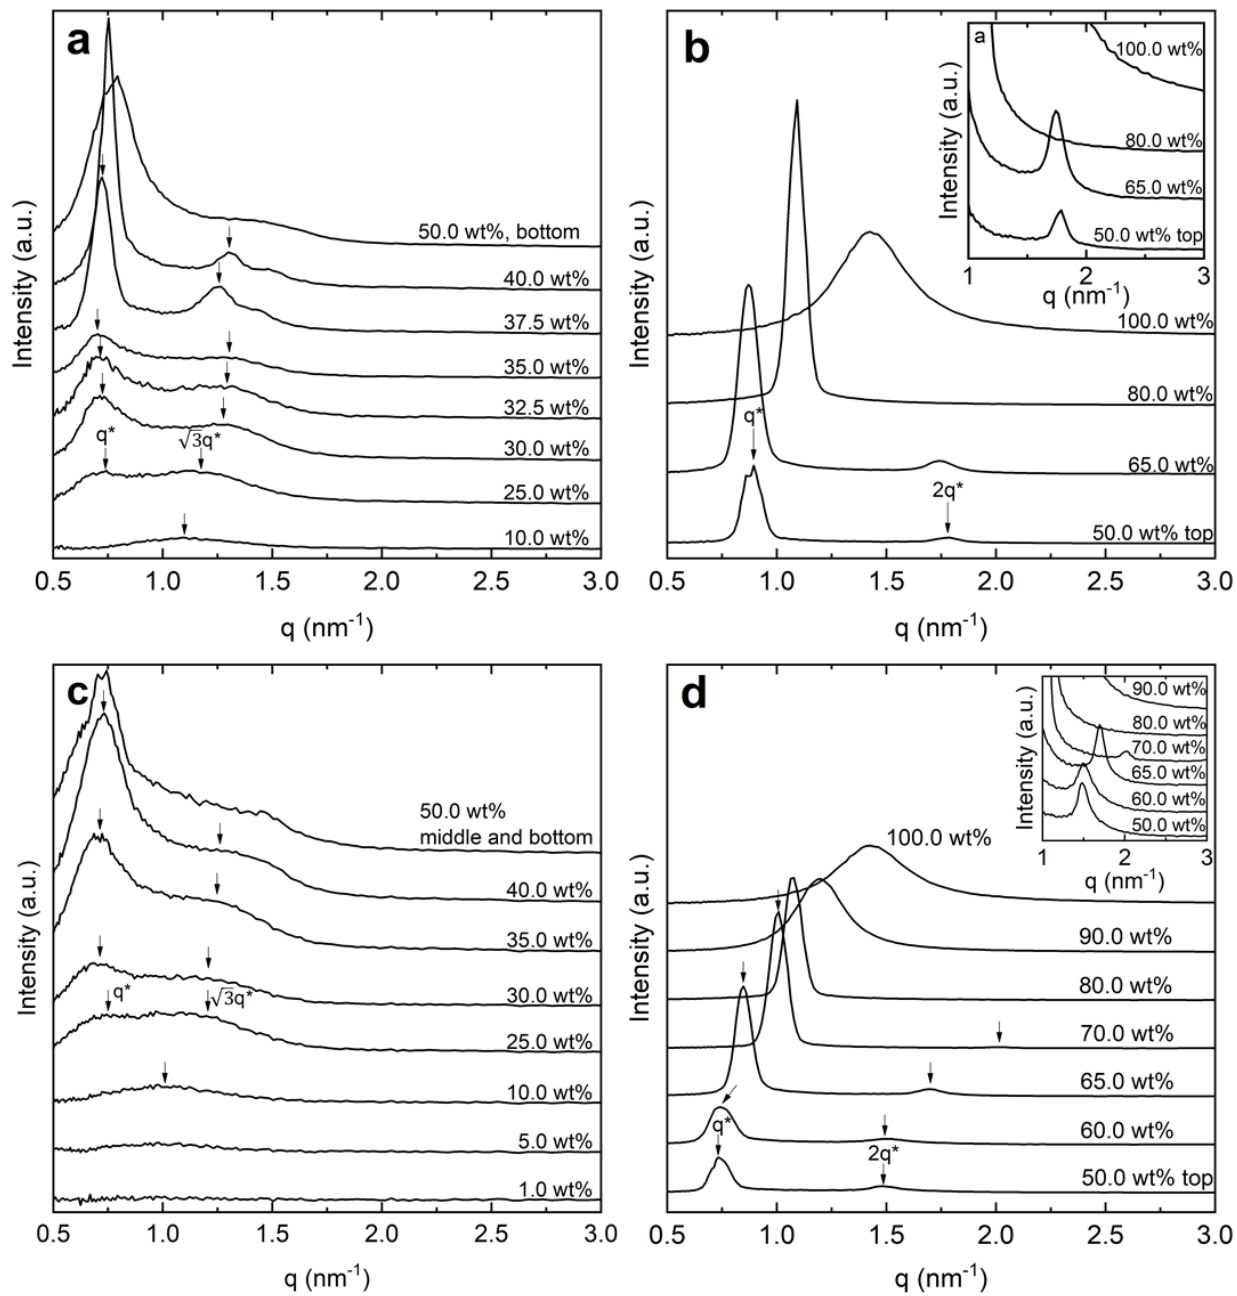 a
50.0 wt%, bottom
40.0 wt%
37.5 wt%
35.0 wt%
32.5 wt%
30.0 wt%
q*
√3q*
25.0 wt%
10.0 wt%
Intensity (a.u.)
0.5 1.0 1.5 2.0 2.5 3.0
q (nm-1)
b
a
100.0 wt%
80.0 wt%
65.0 wt%
50.0 wt% top
Intensity (a.u.)
1 2 3
q (nm-1)
100.0 wt%
80.0 wt%
q*
65.0 wt%
2q*
50.0 wt% top
Intensity (a.u.)
0.5 1.0 1.5 2.0 2.5 3.0
q (nm-1)
c
50.0 wt%
middle and bottom
40.0 wt%
35.0 wt%
30.0 wt%
q*
√3q*
25.0 wt%
10.0 wt%
5.0 wt%
1.0 wt%
Intensity (a.u.)
0.5 1.0 1.5 2.0 2.5 3.0
q (nm-1)
d
90.0 wt%
80.0 wt%
70.0 wt%
65.0 wt%
60.0 wt%
50.0 wt%
Intensity (a.u.)
1 2 3
q (nm-1)
100.0 wt%
90.0 wt%
80.0 wt%
70.0 wt%
65.0 wt%
60.0 wt%
q*
2q*
50.0 wt% top
Intensity (a.u.)
0.5 1.0 1.5 2.0 2.5 3.0
q (nm-1)